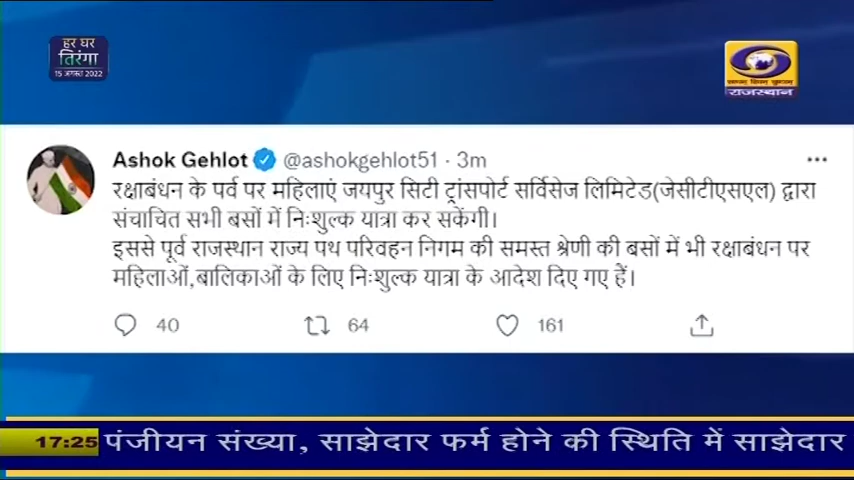 हर घर
तिरंगा
15 अगस्त 2022
राजस्थान
Ashok Gehlot @ashokgehlot51 · 3m
रक्षाबंधन के पर्व पर महिलाएं जयपुर सिटी ट्रांसपोर्ट सर्विसेज लिमिटेड(जेसीटीएसएल) द्वारा
संचाचित सभी बसों में निःशुल्क यात्रा कर सकेंगी।
इससे पूर्व राजस्थान राज्य पथ परिवहन निगम की समस्त श्रेणी की बसों में भी रक्षाबंधन पर
महिलाओं,बालिकाओं के लिए निःशुल्क यात्रा के आदेश दिए गए हैं।
40 64 161
17:25 पंजीयन संख्या, साझेदार फर्म होने की स्थिति में साझेदार